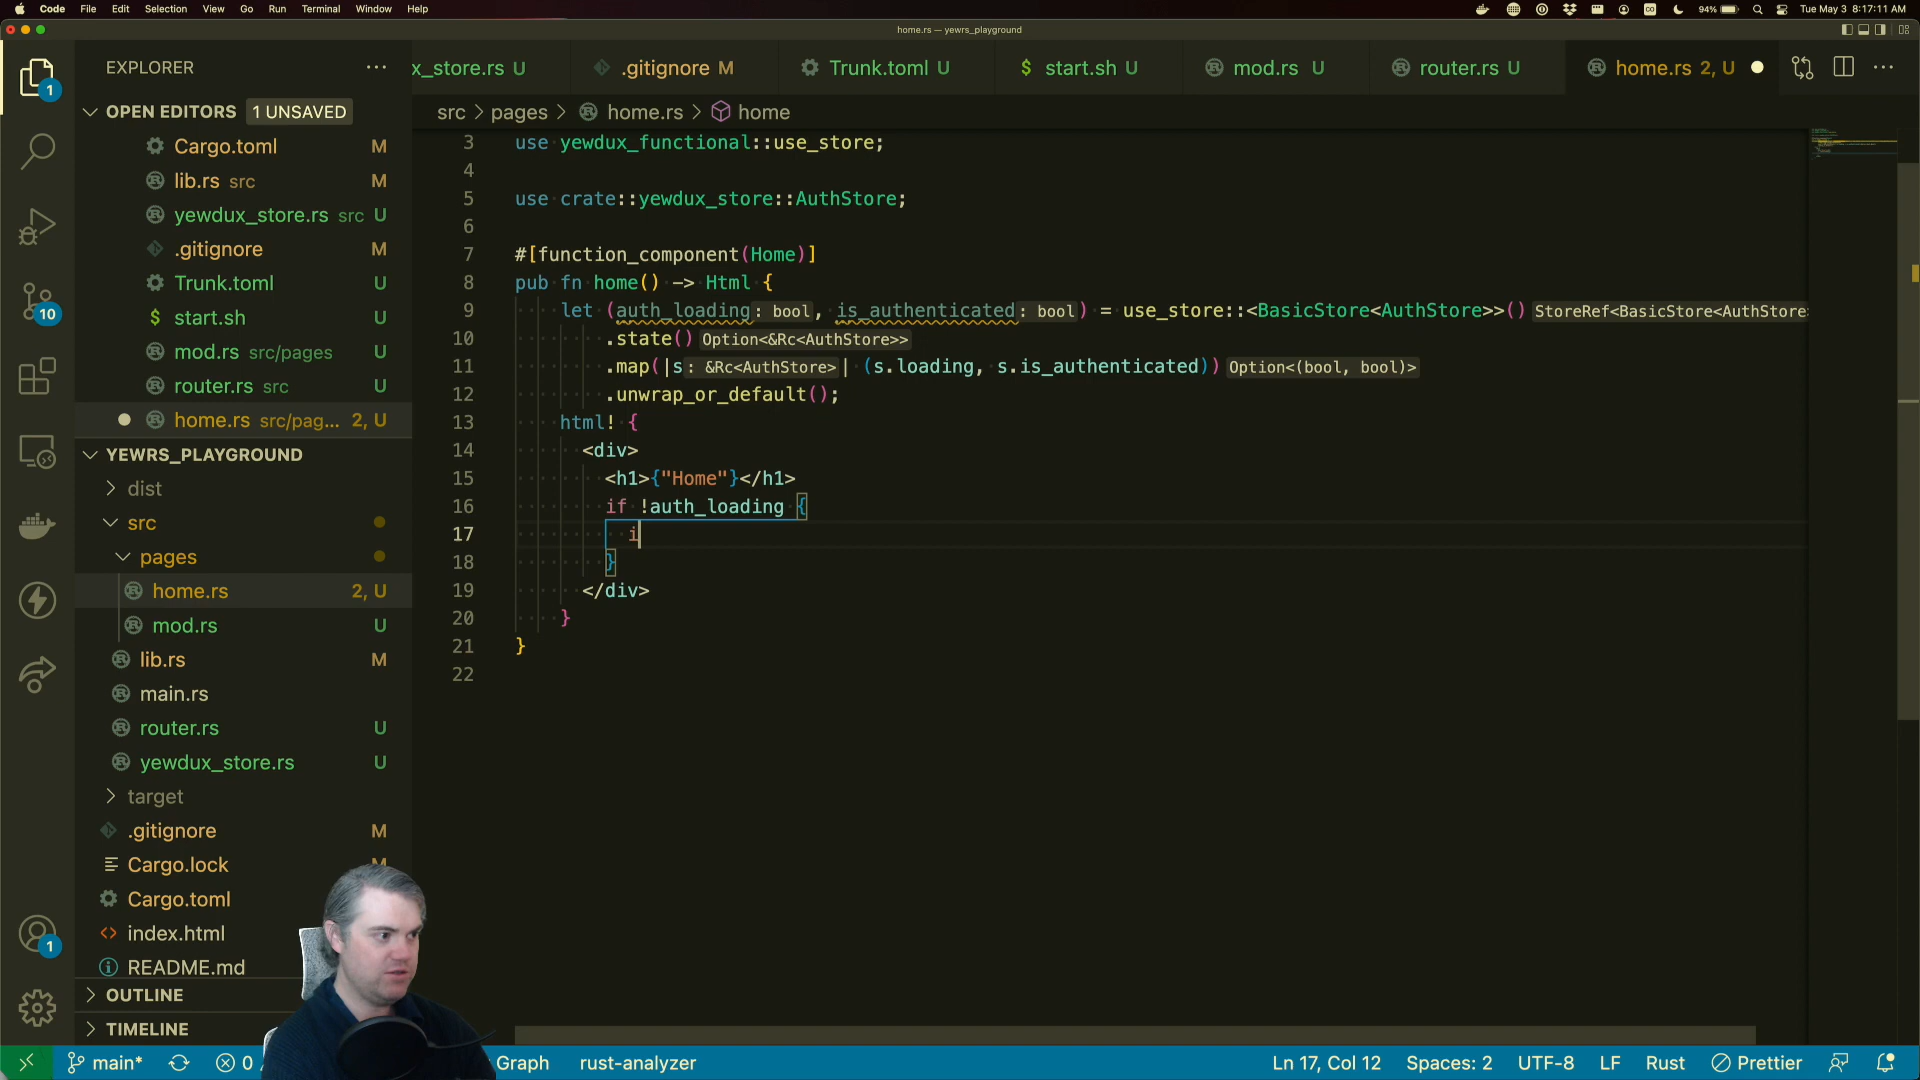 Code File Edit Selection View Go Run Terminal Window Help 94% Tue May 3 8:17:11 AM
home.rs — yewrs_playground
EXPLORER
x_store.rs U .gitignore M Trunk.toml U $ start.sh U mod.rs U router.rs U home.rs 2, U
src > pages > home.rs > home
OPEN EDITORS 1 UNSAVED
Cargo.toml M
lib.rs src M
yewdux_store.rs src U
.gitignore M
Trunk.toml U
$ start.sh U
mod.rs src/pages U
router.rs src U
home.rs src/pag... 2, U
YEWRS_PLAYGROUND
dist
src
pages
home.rs 2, U
mod.rs U
lib.rs M
main.rs
router.rs U
yewdux_store.rs U
target
.gitignore M
Cargo.lock M
Cargo.toml
index.html
README.md
OUTLINE
TIMELINE
1
10
1
3 use yewdux_functional::use_store;
4
5 use crate::yewdux_store::AuthStore;
6
7 #[function_component(Home)]
8 pub fn home() -> Html {
9 let (auth_loading: bool, is_authenticated: bool) = use_store::<BasicStore<AuthStore>>() StoreRef<BasicStore<AuthStore>
10 .state() Option<&Rc<AuthStore>>
11 .map(|s: &Rc<AuthStore>| (s.loading, s.is_authenticated)) Option<(bool, bool)>
12 .unwrap_or_default();
13 html! {
14 <div>
15 <h1>{"Home"}</h1>
16 if !auth_loading {
17 i
18 }
19 </div>
20 }
21 }
22
main* 0 Graph rust-analyzer Ln 17, Col 12 Spaces: 2 UTF-8 LF Rust Prettier